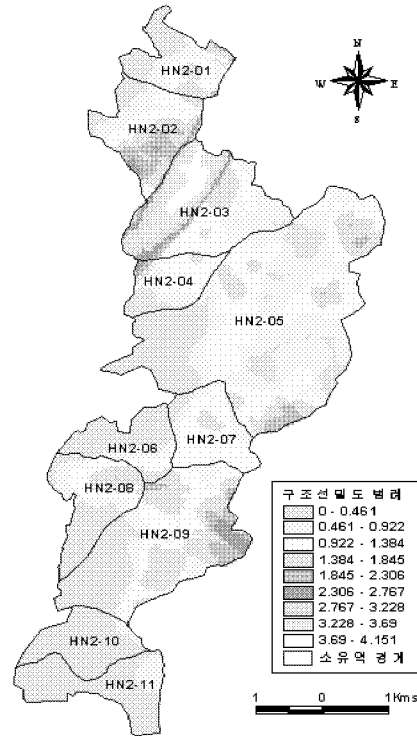 HN2-01
N
W E
S
HN2-02
HN2-03
HN2-04
HN2-05
HN2-06
HN2-07
HN2-08
HN2-09
HN2-10
HN2-11
구조선밀도 범례
0 - 0.461
0.461 - 0.922
0.922 - 1.384
1.384 - 1.845
1.845 - 2.306
2.306 - 2.767
2.767 - 3.228
3.228 - 3.69
3.69 - 4.151
소유역 경계
1 0 1 Kms